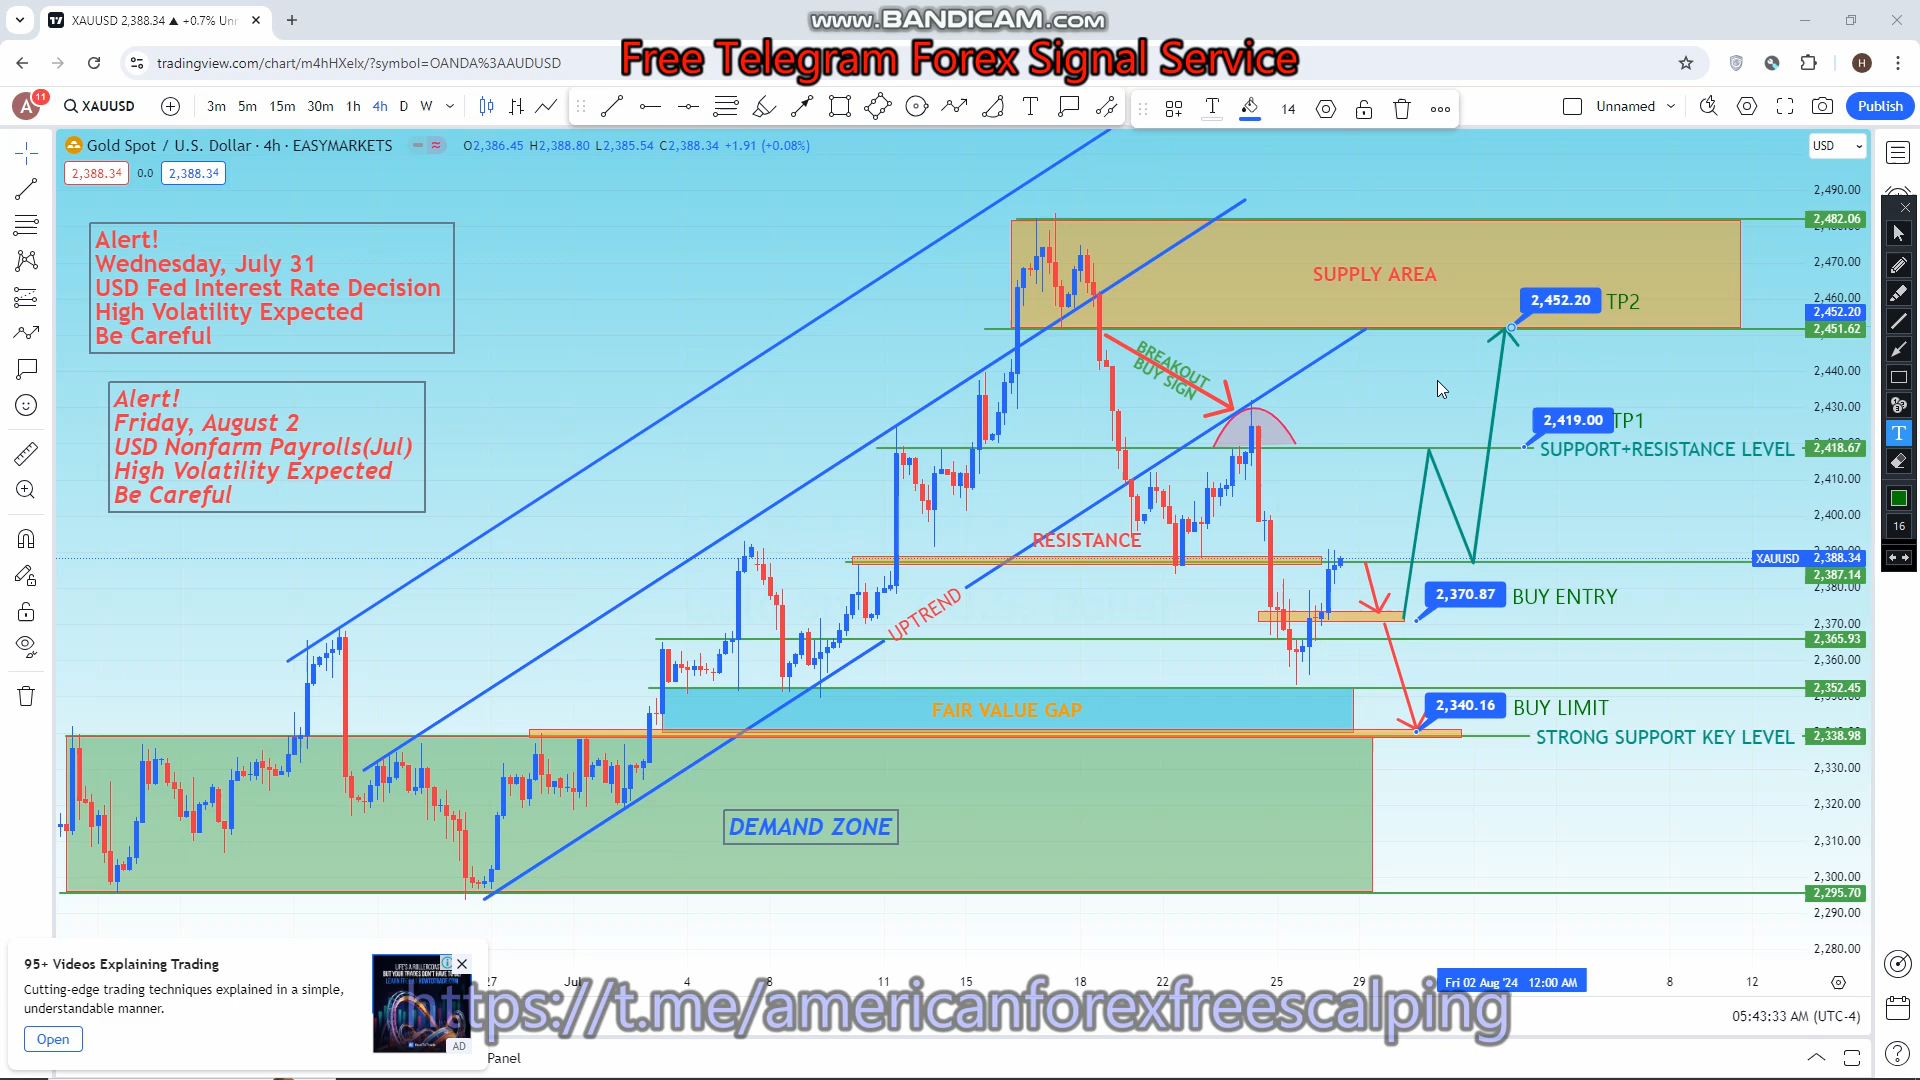 www.BANDICAM.com
XAUUSD 2,388.34 ▲ +0.7% Unn
tradingview.com/chart/m4hHXelx/?symbol=OANDA%3AAUDUSD
Free Telegram Forex Signal Service
H
A 11
XAUUSD
3m 5m 15m 30m 1h 4h D W
14
Unnamed
Publish
Gold Spot / U.S. Dollar · 4h · EASYMARKETS
O2,386.45 H2,388.80 L2,385.54 C2,388.34 +1.91 (+0.08%)
USD
2,388.34 0.0 2,388.34
Alert!
Wednesday, July 31
USD Fed Interest Rate Decision
High Volatility Expected
Be Careful
Alert!
Friday, August 2
USD Nonfarm Payrolls(Jul)
High Volatility Expected
Be Careful
SUPPLY AREA
2,452.20 TP2
BREAKOUT
BUY SIGN
2,419.00 TP1
SUPPORT+RESISTANCE LEVEL
RESISTANCE
UPTREND
2,370.87 BUY ENTRY
FAIR VALUE GAP
2,340.16 BUY LIMIT
STRONG SUPPORT KEY LEVEL
DEMAND ZONE
2,490.00
2,482.06
2,470.00
2,460.00
2,452.20
2,451.62
2,440.00
2,430.00
2,418.67
2,410.00
2,400.00
XAUUSD 2,388.34
2,387.14
2,380.00
2,370.00
2,365.93
2,360.00
2,352.45
2,338.98
2,330.00
2,320.00
2,310.00
2,300.00
2,295.70
2,290.00
2,280.00
T
16
95+ Videos Explaining Trading
Cutting-edge trading techniques explained in a simple,
understandable manner.
Open
AD
27 Jul 4 8 11 15 18 22 25 29 Fri 02 Aug '24 12:00 AM 8 12
https://t.me/americanforexfreescalping
05:43:33 AM (UTC-4)
Panel